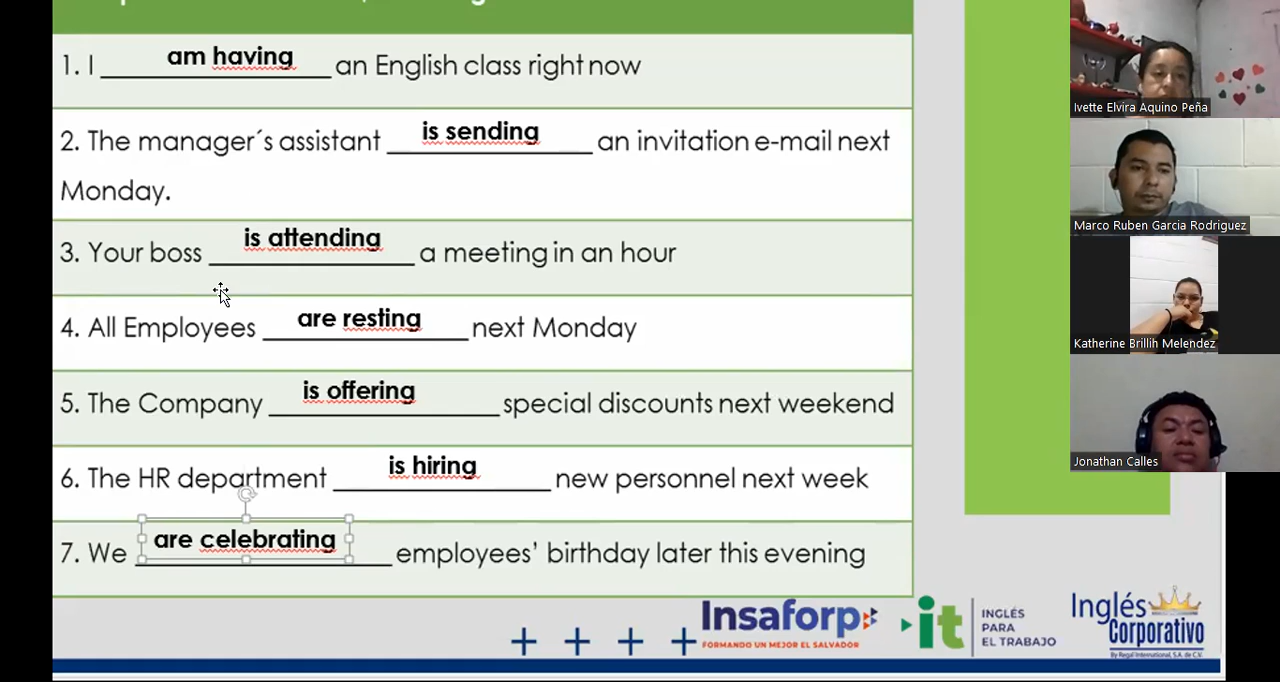 1. I am having an English class right now
2. The manager´s assistant is sending an invitation e-mail next
Monday.
3. Your boss is attending a meeting in an hour
4. All Employees are resting next Monday
5. The Company is offering special discounts next weekend
6. The HR department is hiring new personnel next week
7. We are celebrating employees’ birthday later this evening
Insaforp
FORMANDO UN MEJOR EL SALVADOR
it
INGLÉS
PARA
EL TRABAJO
Inglés
Corporativo
By Regal International, S.A. de C.V.
Ivette Elvira Aquino Peña
Marco Ruben Garcia Rodriguez
Katherine Brillih Melendez
Jonathan Calles